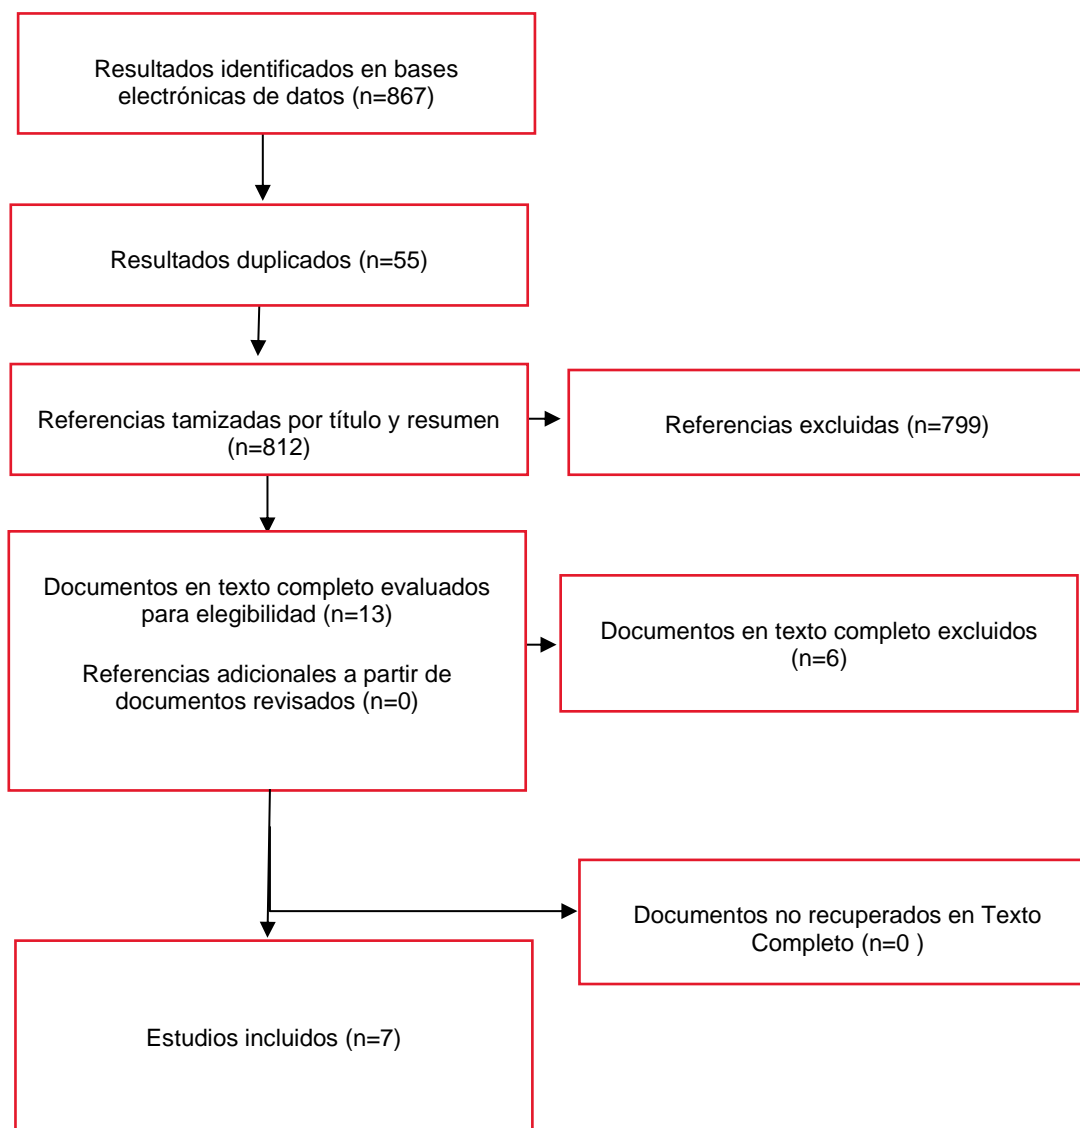 Resultados identificados en bases
electrónicas de datos (n=867)
Resultados duplicados (n=55)
Referencias tamizadas por título y resumen
(n=812)
Referencias excluidas (n=799)
Documentos en texto completo evaluados
para elegibilidad (n=13)
Referencias adicionales a partir de
documentos revisados (n=0)
Documentos en texto completo excluidos
(n=6)
Documentos no recuperados en Texto
Completo (n=0 )
Estudios incluidos (n=7)